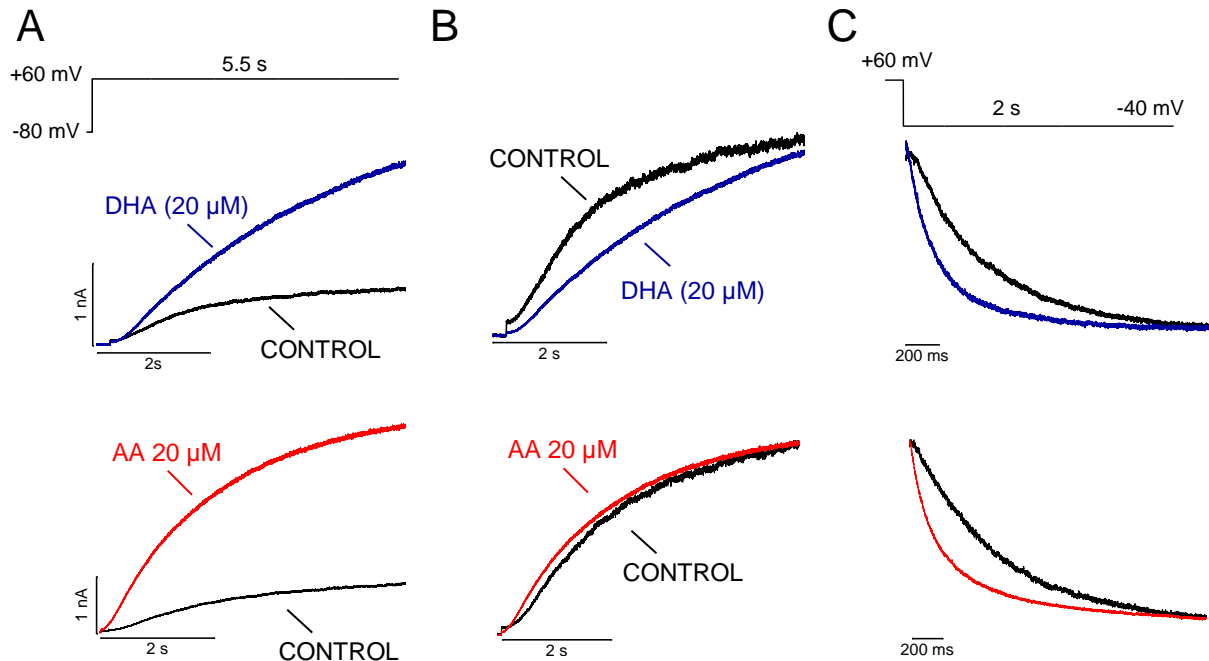 A
+60 mV
5.5 s
-80 mV
DHA (20 µM)
1 nA
CONTROL
2s
B
CONTROL
DHA (20 µM)
2 s
C
+60 mV
2 s
-40 mV
200 ms
AA 20 µM
1 nA
2 s
CONTROL
AA 20 µM
CONTROL
2 s
200 ms